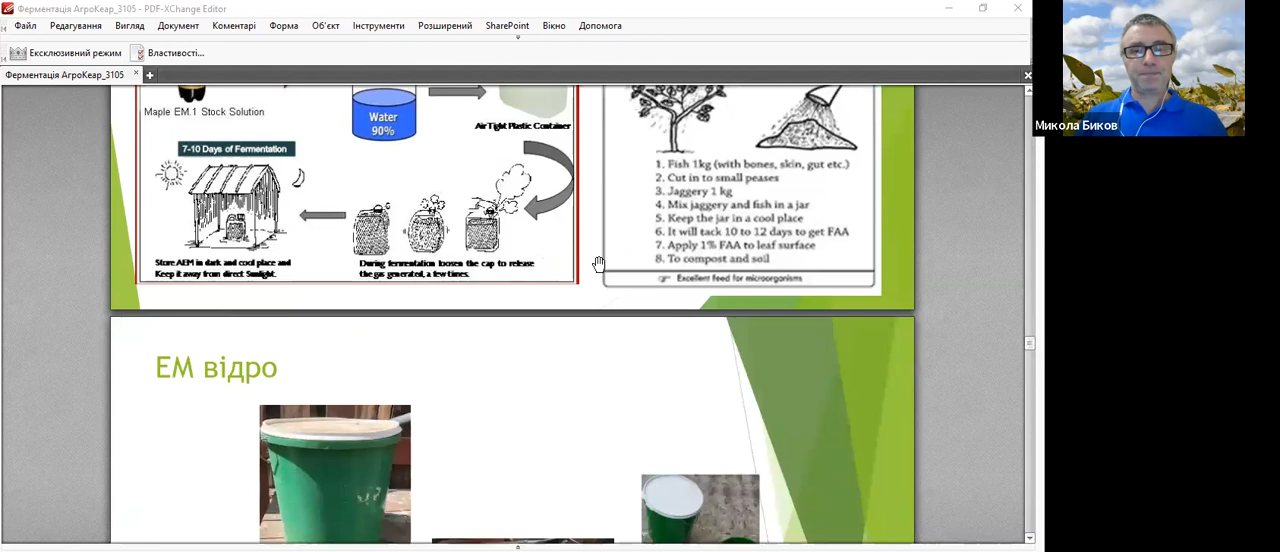 Ферментація АгроКеар_3105 - PDF-XChange Editor
Файл Редагування Вигляд Документ Коментарі Форма Об'єкт Інструменти Розширений SharePoint Вікно Допомога
Ексклюзивний режим Властивості...
Ферментація АгроКеар_3105
Maple EM.1 Stock Solution
Water
90%
Air Tight Plastic Container
7-10 Days of Fermentation
Store AEM in dark and cool place and
Keep it away from direct Sunlight.
During fermentation loosen the cap to release
the gas generated, a few times.
1. Fish 1kg (with bones, skin, gut etc.)
2. Cut in to small peases
3. Jaggery 1 kg
4. Mix jaggery and fish in a jar
5. Keep the jar in a cool place
6. It will tack 10 to 12 days to get FAA
7. Apply 1% FAA to leaf surface
8. To compost and soil
Excellent feed for microorganisms
ЕМ відро
Микола Биков